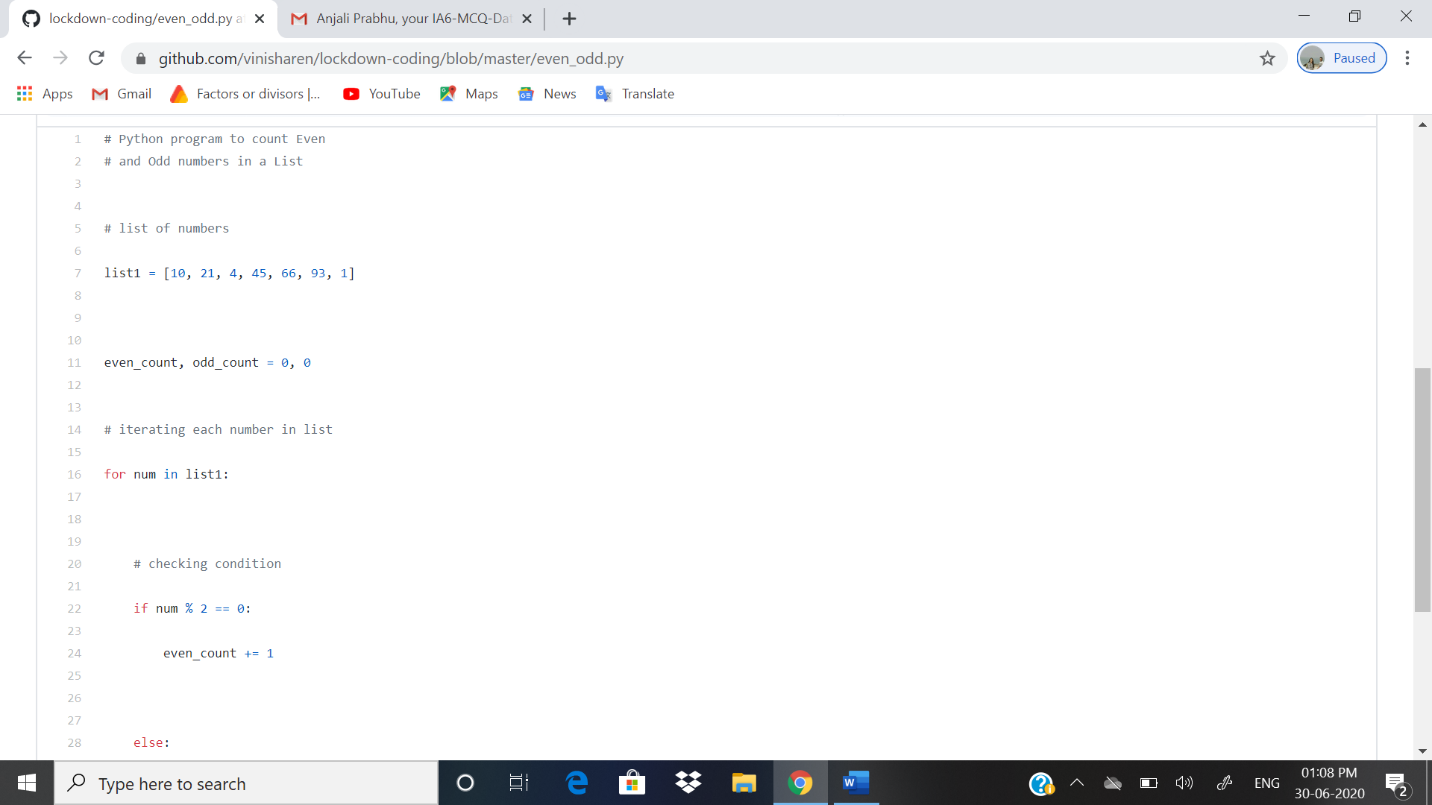 lockdown-coding/even_odd.py a
Anjali Prabhu, your IA6-MCQ-Dat
github.com/vinisharen/lockdown-coding/blob/master/even_odd.py
Paused
Apps
Gmail
Factors or divisors |...
YouTube
Maps
News
Translate
1 # Python program to count Even
2 # and Odd numbers in a List
3
4
5 # list of numbers
6
7 list1 = [10, 21, 4, 45, 66, 93, 1]
8
9
10
11 even_count, odd_count = 0, 0
12
13
14 # iterating each number in list
15
16 for num in list1:
17
18
19
20 # checking condition
21
22 if num % 2 == 0:
23
24 even_count += 1
25
26
27
28 else:
Type here to search
ENG
01:08 PM
30-06-2020
2